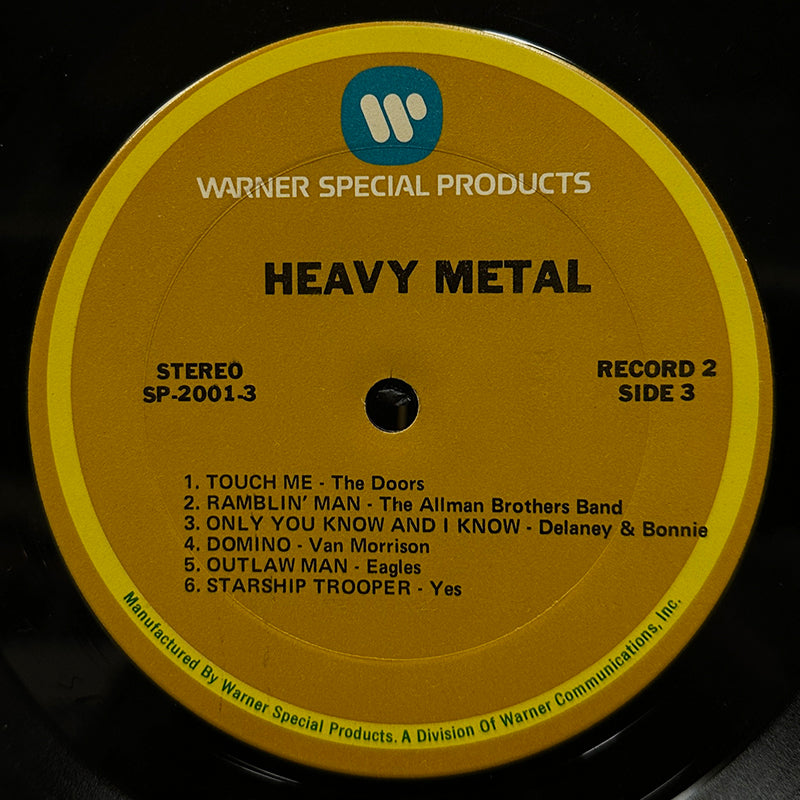 WARNER SPECIAL PRODUCTS
HEAVY METAL
STEREO
SP-2001-3
RECORD 2
SIDE 3
1. TOUCH ME - The Doors
2. RAMBLIN' MAN - The Allman Brothers Band
3. ONLY YOU KNOW AND I KNOW - Delaney & Bonnie
4. DOMINO - Van Morrison
5. OUTLAW MAN - Eagles
6. STARSHIP TROOPER - Yes
Manufactured By Warner Special Products. A Division Of Warner Communications, Inc.